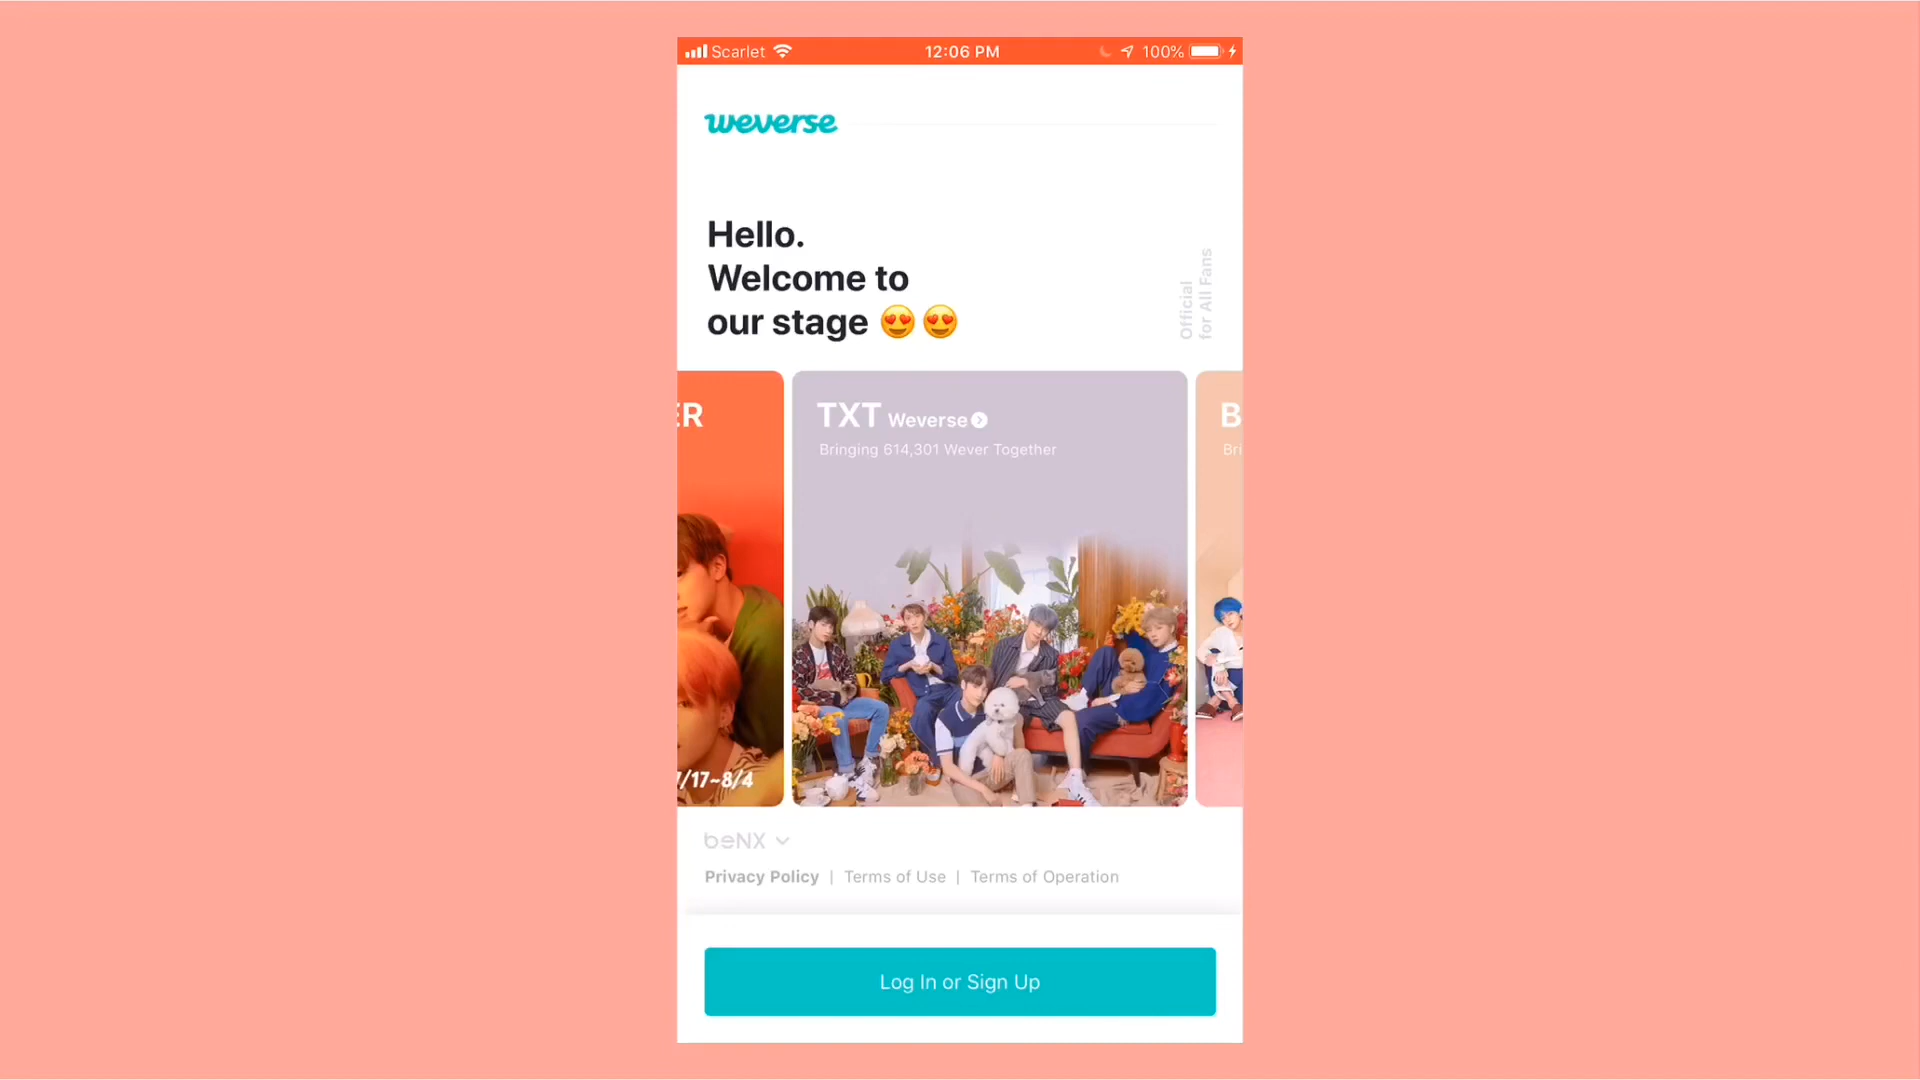 Scarlet 12:06 PM 100%
weverse
Hello.
Welcome to
our stage 😍😍
Official
for All Fans
ER
TXT Weverse
Bringing 614,301 Wever Together
B
Bri
7/17~8/4
beNX
Privacy Policy | Terms of Use | Terms of Operation
Log In or Sign Up